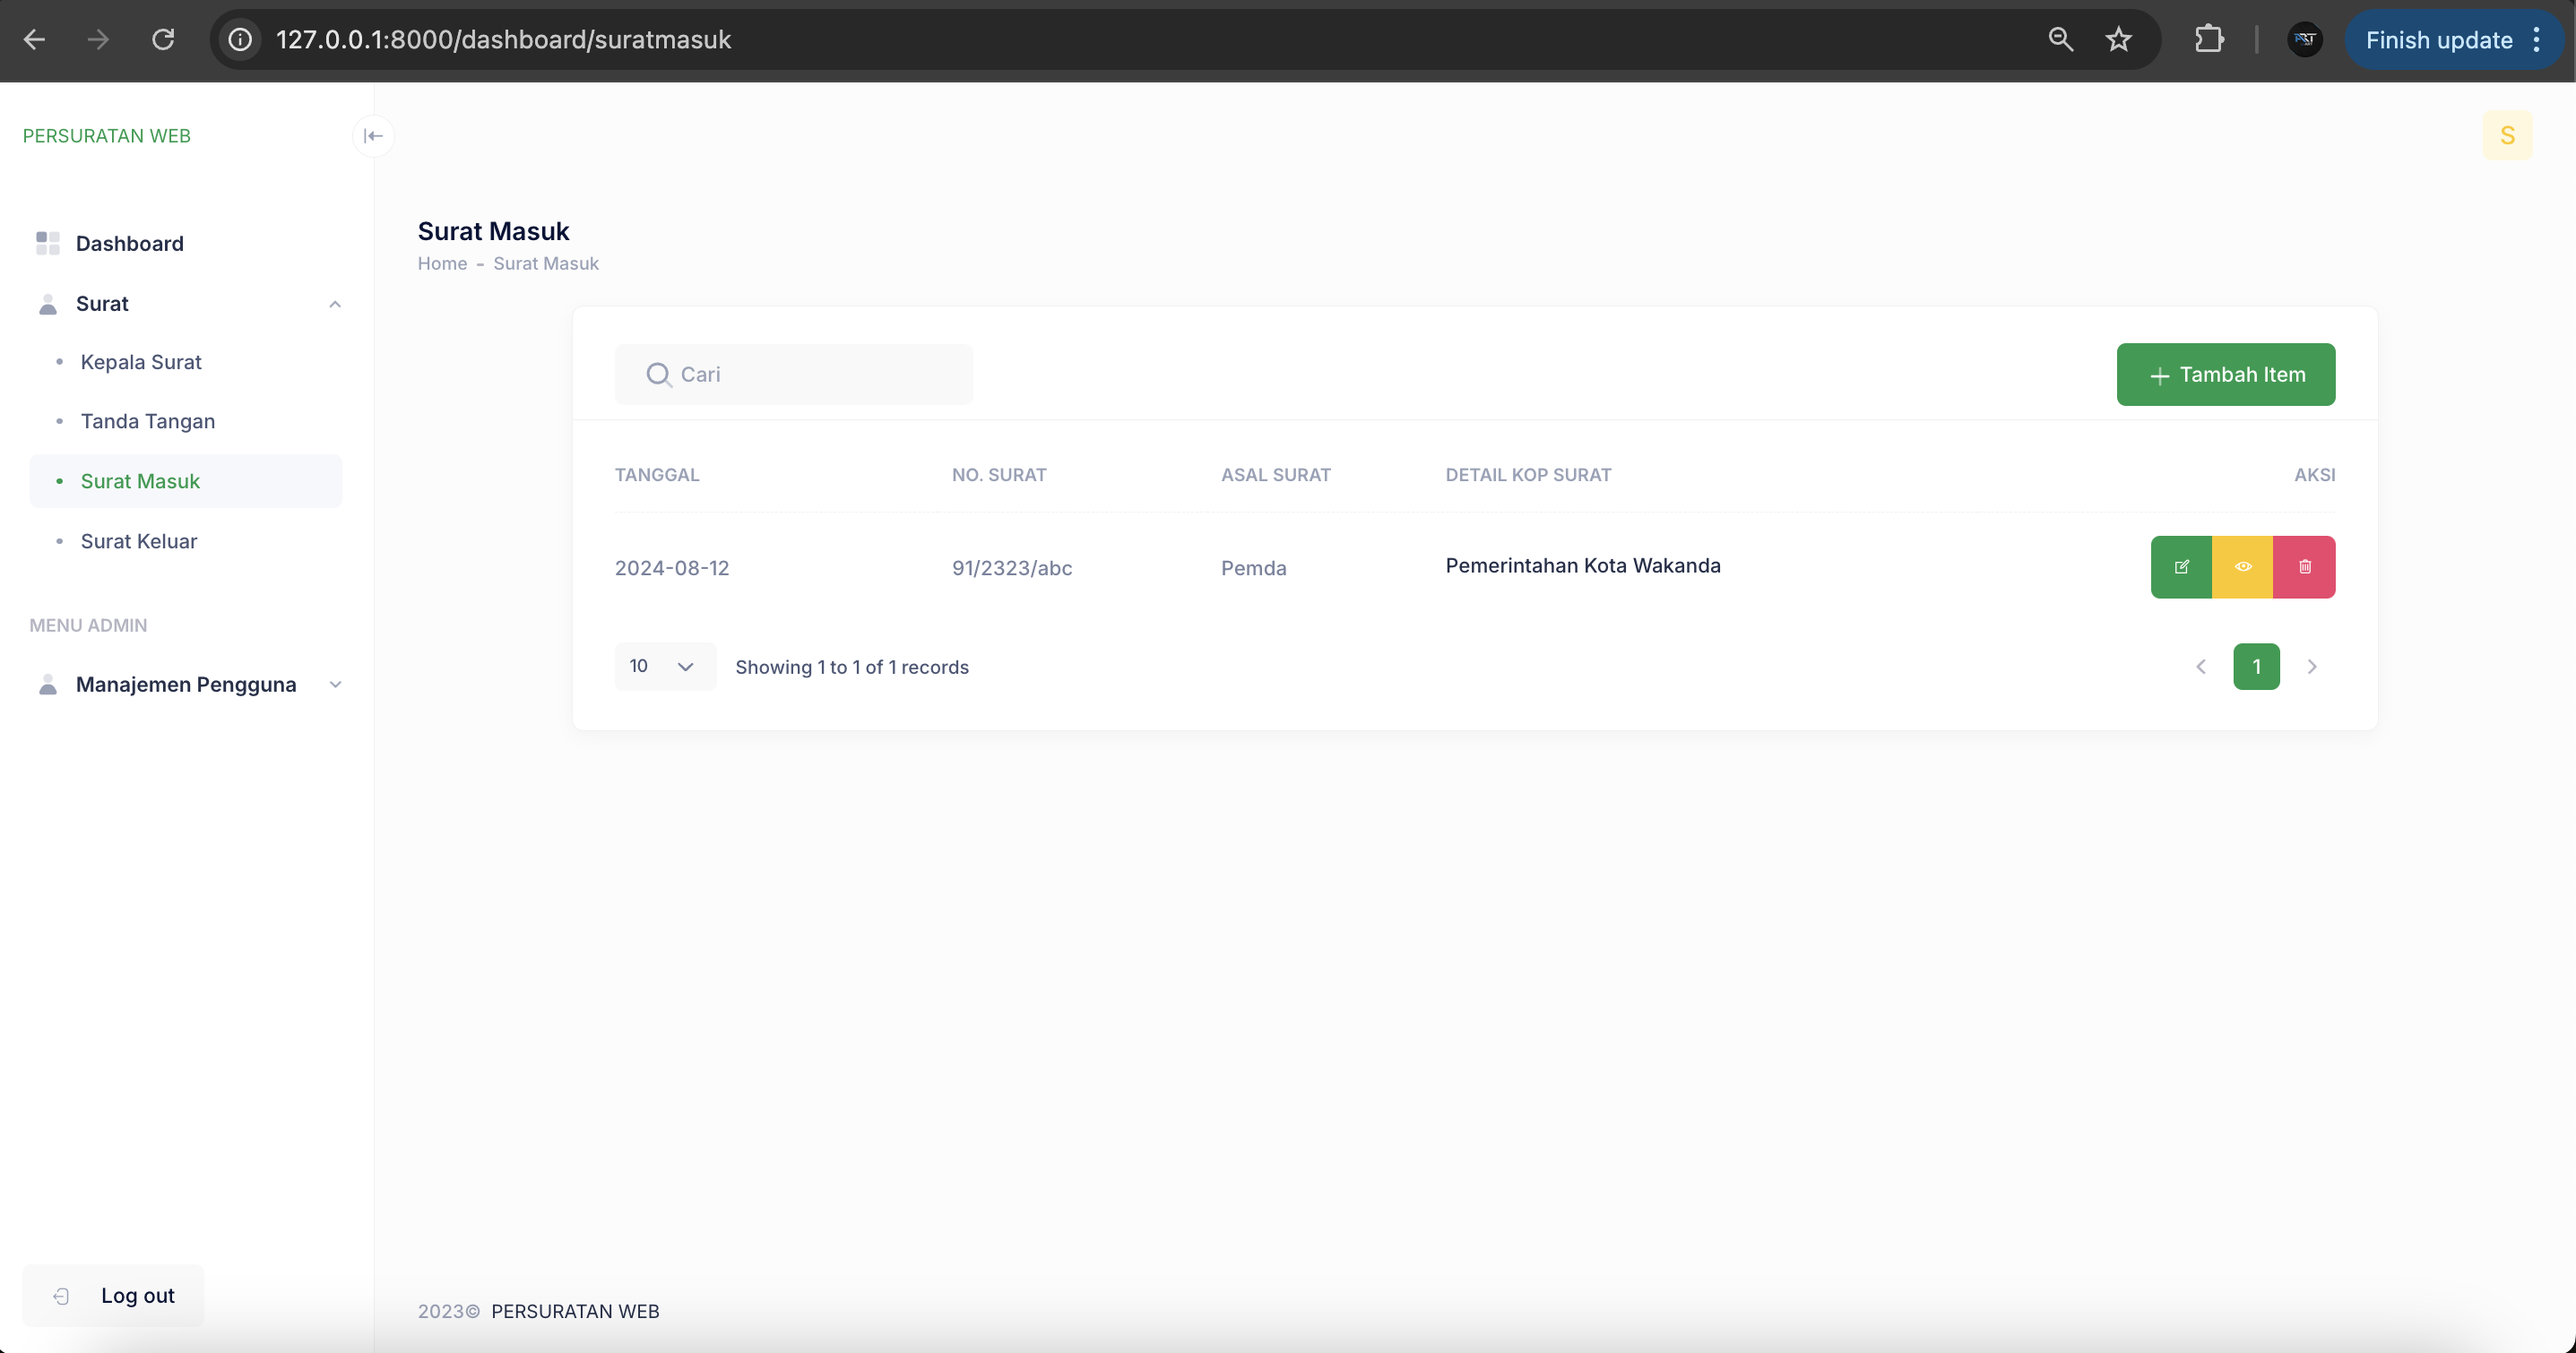 127.0.0.1:8000/dashboard/suratmasuk
Finish update
PERSURATAN WEB
S
Dashboard
Surat
Kepala Surat
Tanda Tangan
Surat Masuk
Surat Keluar
MENU ADMIN
Manajemen Pengguna
Log out
Surat Masuk
Home - Surat Masuk
Cari
Tambah Item
TANGGAL NO. SURAT ASAL SURAT DETAIL KOP SURAT AKSI
2024-08-12 91/2323/abc Pemda Pemerintahan Kota Wakanda
10 Showing 1 to 1 of 1 records 1
2023© PERSURATAN WEB